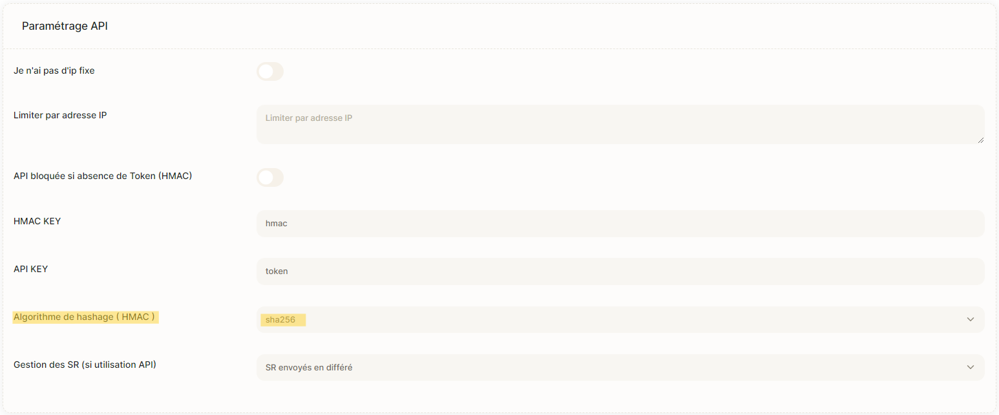 Paramétrage API
Je n'ai pas d'ip fixe
Limiter par adresse IP
Limiter par adresse IP
API bloquée si absence de Token (HMAC)
HMAC KEY
hmac
API KEY
token
Algorithme de hashage ( HMAC )
sha256
Gestion des SR (si utilisation API)
SR envoyés en différé